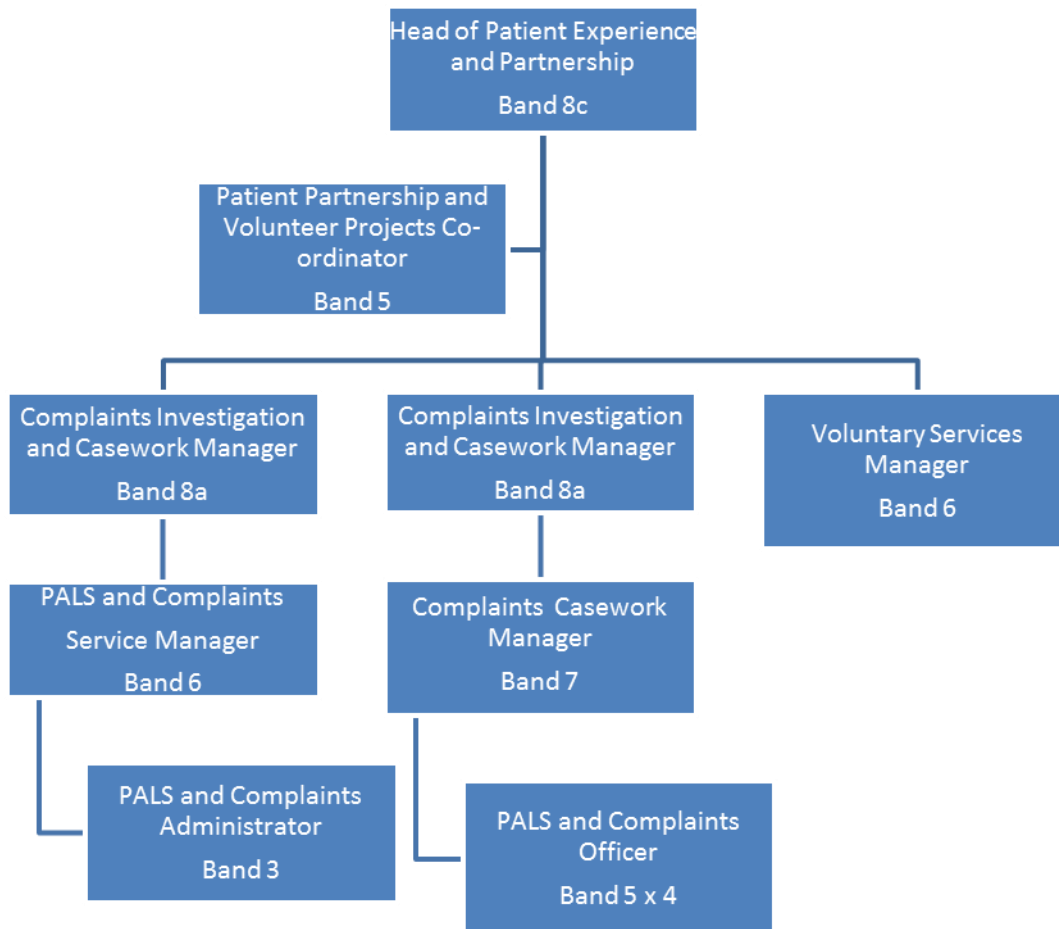 Head of Patient Experience
and Partnership
Band 8c
Patient Partnership and
Volunteer Projects Co-
ordinator
Band 5
Complaints Investigation
and Casework Manager
Band 8a
Complaints Investigation
and Casework Manager
Band 8a
Voluntary Services
Manager
Band 6
PALS and Complaints
Service Manager
Band 6
Complaints Casework
Manager
Band 7
PALS and Complaints
Administrator
Band 3
PALS and Complaints
Officer
Band 5 x 4